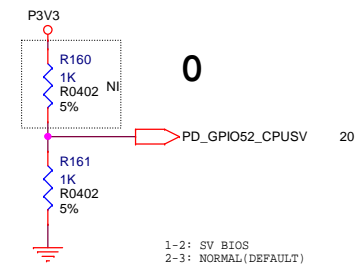 P3V3
R160
1K
R0402
5%
NI
0
PD_GPIO52_CPUSV 20
R161
1K
R0402
5%
1-2: SV BIOS
2-3: NORMAL(DEFAULT)